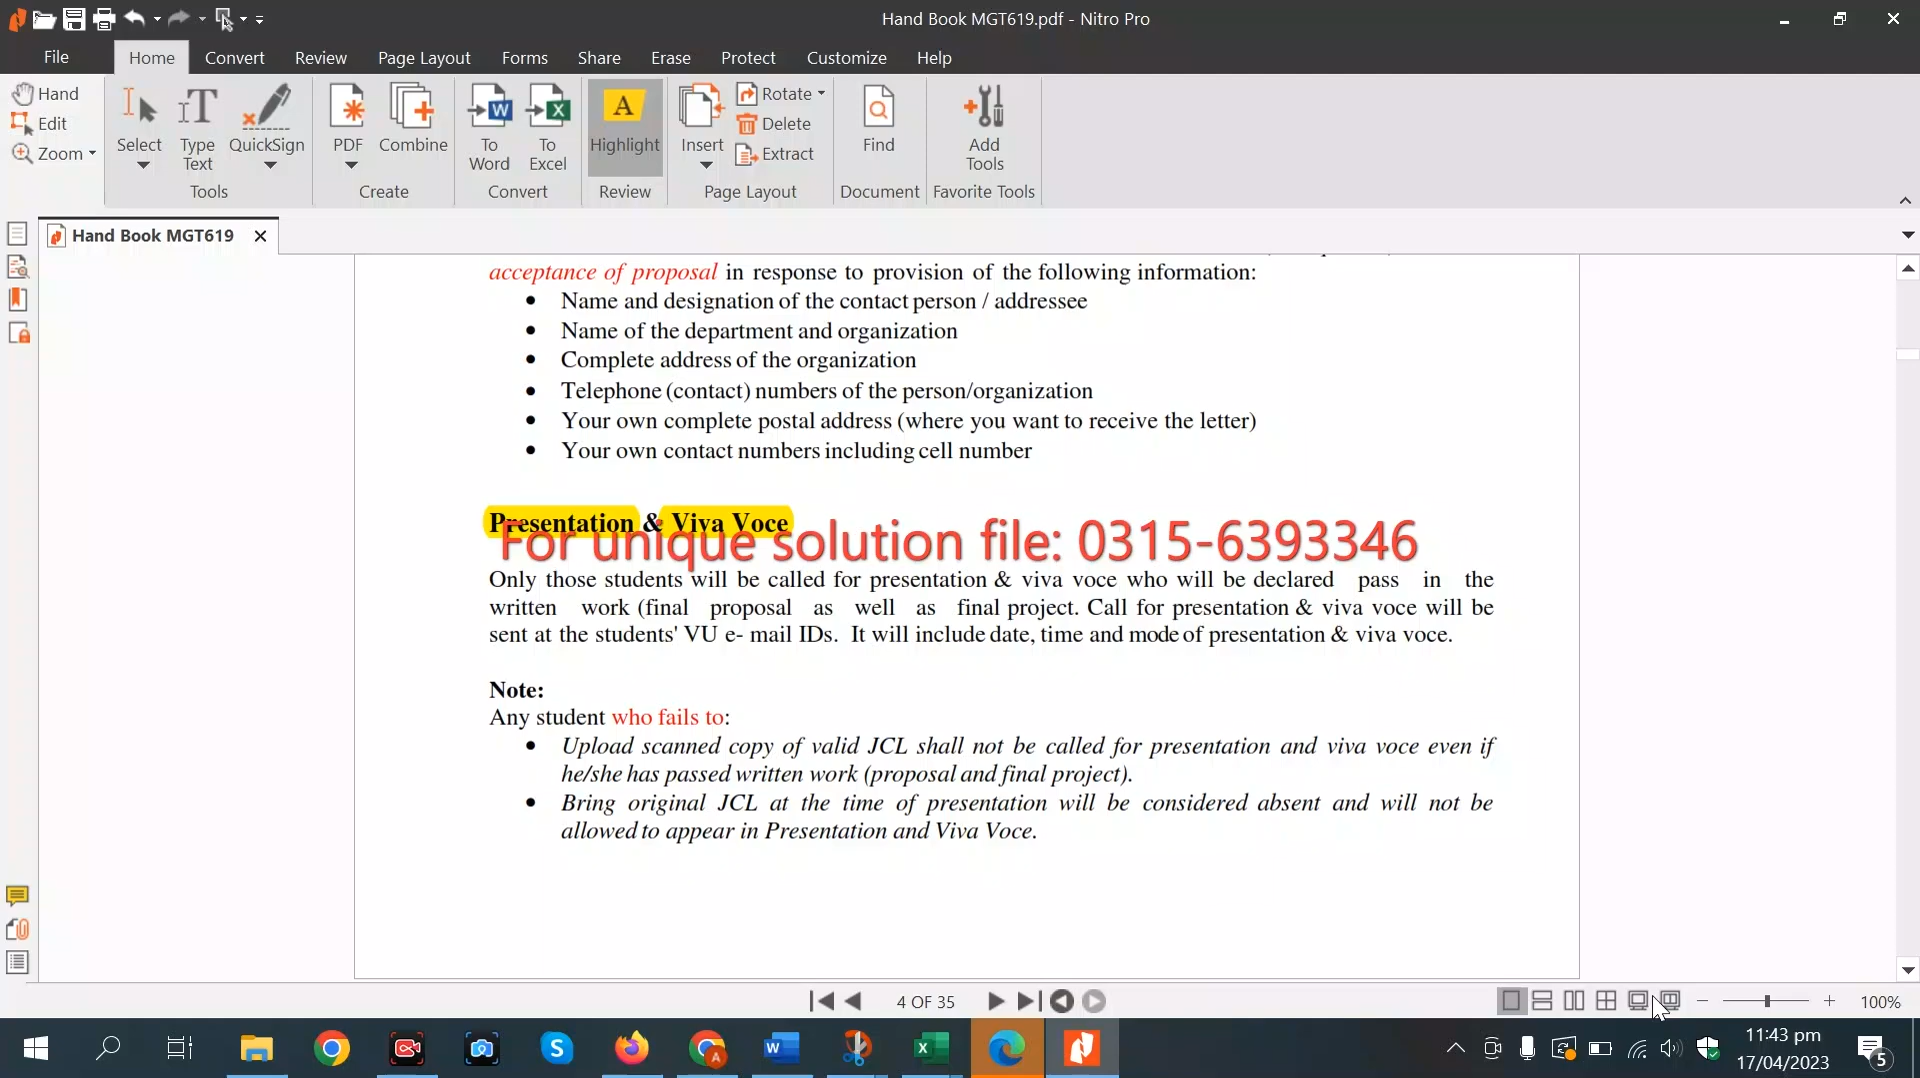 Hand Book MGT619.pdf - Nitro Pro
File Home Convert Review Page Layout Forms Share Erase Protect Customize Help
Hand
Edit
Zoom
Select
Type
Text
QuickSign
Tools
PDF
Combine
Create
To
Word
To
Excel
Convert
A
Highlight
Review
Insert
Rotate
Delete
Extract
Page Layout
Find
Document
Add
Tools
Favorite Tools
Hand Book MGT619
acceptance of proposal in response to provision of the following information:
• Name and designation of the contact person / addressee
• Name of the department and organization
• Complete address of the organization
• Telephone (contact) numbers of the person/organization
• Your own complete postal address (where you want to receive the letter)
• Your own contact numbers including cell number
Presentation & Viva Voce
For unique solution file: 0315-6393346
Only those students will be called for presentation & viva voce who will be declared pass in the
written work (final proposal as well as final project. Call for presentation & viva voce will be
sent at the students' VU e- mail IDs. It will include date, time and mode of presentation & viva voce.
Note:
Any student who fails to:
• Upload scanned copy of valid JCL shall not be called for presentation and viva voce even if
he/she has passed written work (proposal and final project).
• Bring original JCL at the time of presentation will be considered absent and will not be
allowed to appear in Presentation and Viva Voce.
4 OF 35
100%
11:43 pm
17/04/2023
5